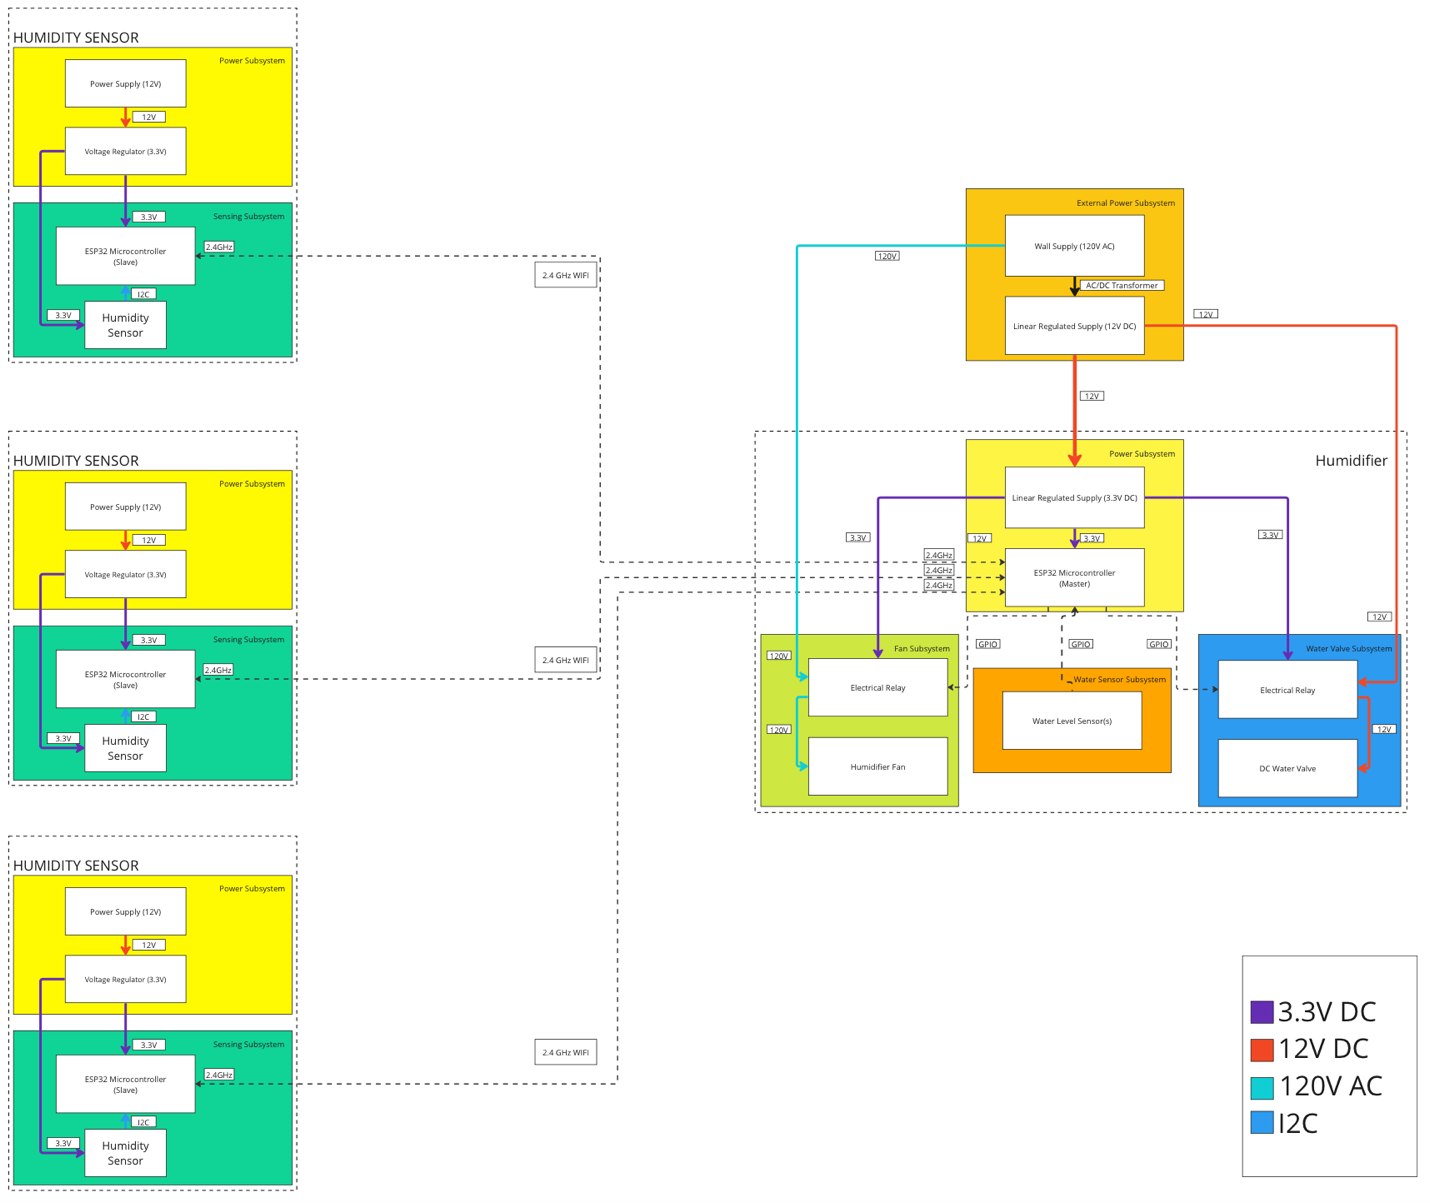 HUMIDITY SENSOR
Power Subsystem
Power Supply (12V)
12V
Voltage Regulator (3.3V)
Sensing Subsystem
3.3V
ESP32 Microcontroller
(Slave)
2.4GHz
I2C
3.3V
Humidity
Sensor
2.4 GHz WIFI
HUMIDITY SENSOR
Power Subsystem
Power Supply (12V)
12V
Voltage Regulator (3.3V)
Sensing Subsystem
3.3V
ESP32 Microcontroller
(Slave)
2.4GHz
I2C
3.3V
Humidity
Sensor
2.4 GHz WIFI
HUMIDITY SENSOR
Power Subsystem
Power Supply (12V)
12V
Voltage Regulator (3.3V)
Sensing Subsystem
3.3V
ESP32 Microcontroller
(Slave)
2.4GHz
I2C
3.3V
Humidity
Sensor
2.4 GHz WIFI
External Power Subsystem
Wall Supply (120V AC)
120V
AC/DC Transformer
Linear Regulated Supply (12V DC)
12V
12V
Humidifier
Power Subsystem
Linear Regulated Supply (3.3V DC)
3.3V
12V
3.3V
3.3V
2.4GHz
2.4GHz
2.4GHz
ESP32 Microcontroller
(Master)
12V
GPIO
GPIO
GPIO
Fan Subsystem
120V
Electrical Relay
120V
Humidifier Fan
Water Sensor Subsystem
Water Level Sensor(s)
Water Valve Subsystem
Electrical Relay
12V
DC Water Valve
3.3V DC
12V DC
120V AC
I2C